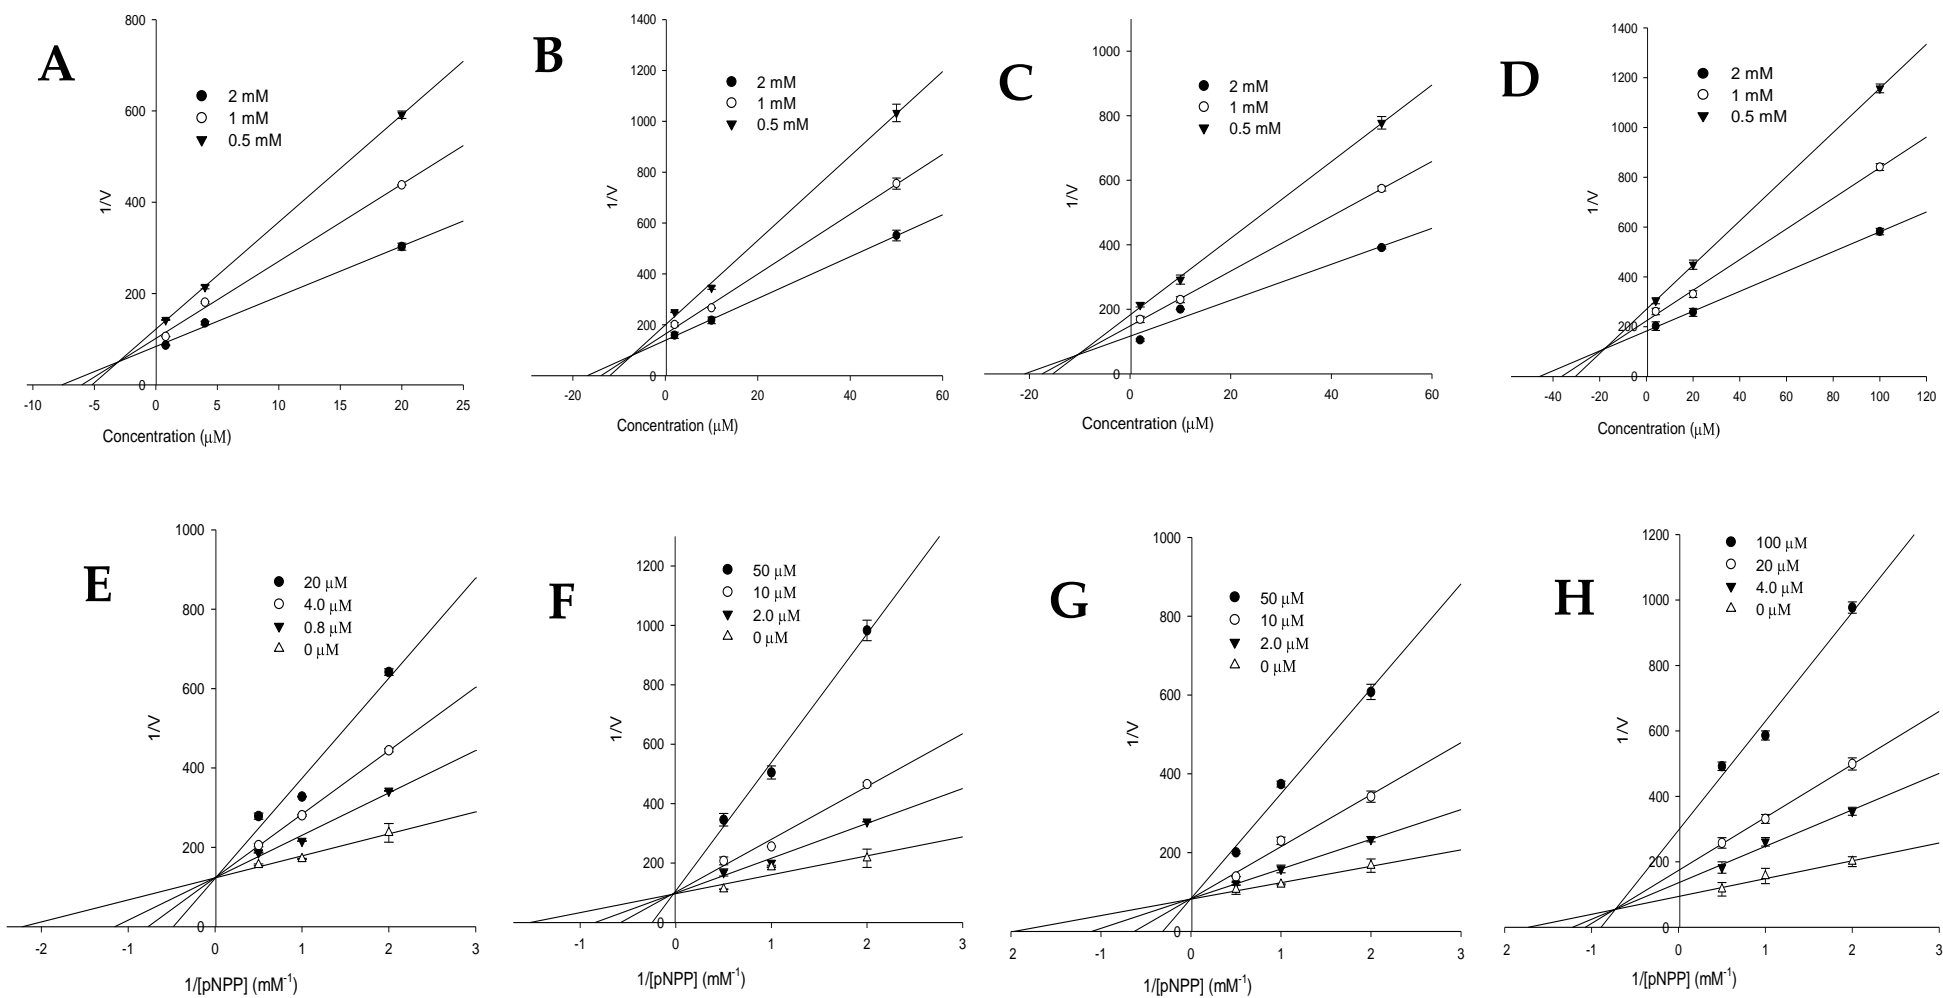 A
800
600
400
200
0
2 mM
1 mM
0.5 mM
1/V
-10 -5 0 5 10 15 20 25
Concentration (μM)
B
1400
1200
1000
800
600
400
200
0
2 mM
1 mM
0.5 mM
1/V
-20 0 20 40 60
Concentration (μM)
C
1000
800
600
400
200
0
2 mM
1 mM
0.5 mM
1/V
-20 0 20 40 60
Concentration (μM)
D
1400
1200
1000
800
600
400
200
0
2 mM
1 mM
0.5 mM
1/V
-40 -20 0 20 40 60 80 100 120
Concentration (μM)
E
1000
800
600
400
200
0
20 μM
4.0 μM
0.8 μM
0 μM
1/V
-2 -1 0 1 2 3
1/[pNPP] (mM-1)
F
1200
1000
800
600
400
200
0
50 μM
10 μM
2.0 μM
0 μM
1/V
-1 0 1 2 3
1/[pNPP] (mM-1)
G
1000
800
600
400
200
0
50 μM
10 μM
2.0 μM
0 μM
1/V
2 -1 0 1 2 3
1/[pNPP] (mM-1)
H
1200
1000
800
600
400
200
0
100 μM
20 μM
4.0 μM
0 μM
1/V
2 -1 0 1 2 3
1/[pNPP] (mM-1)